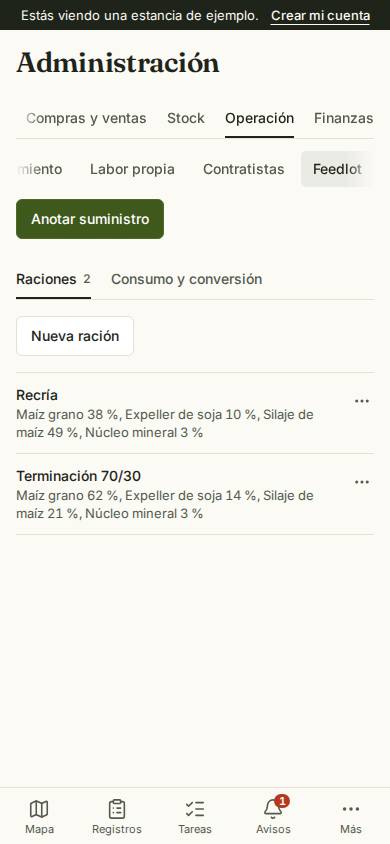 Estás viendo una estancia de ejemplo. Crear mi cuenta
Administración
Compras y ventas Stock Operación Finanzas
miento Labor propia Contratistas Feedlot
Anotar suministro
Raciones 2 Consumo y conversión
Nueva ración
Recría
Maíz grano 38 %, Expeller de soja 10 %, Silaje de
maíz 49 %, Núcleo mineral 3 %
Terminación 70/30
Maíz grano 62 %, Expeller de soja 14 %, Silaje de
maíz 21 %, Núcleo mineral 3 %
1
Mapa Registros Tareas Avisos Más